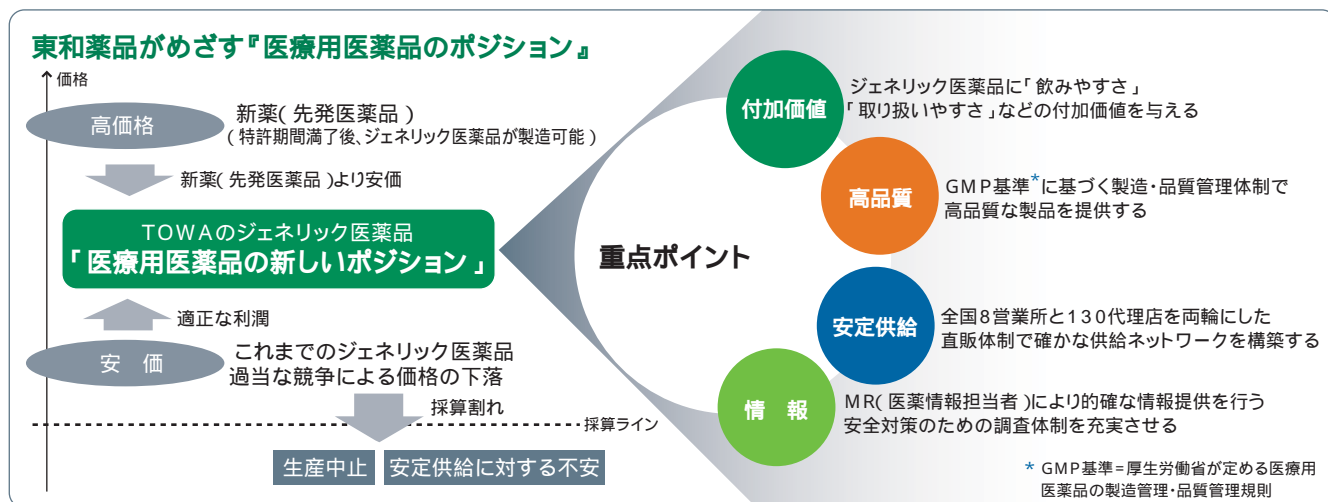 東和薬品がめざす『医療用医薬品のポジション』
価格
高価格
新薬(先発医薬品)
(特許期間満了後、ジェネリック医薬品が製造可能)
新薬(先発医薬品)より安価
TOWAのジェネリック医薬品
「医療用医薬品の新しいポジション」
適正な利潤
安 価
これまでのジェネリック医薬品
過当な競争による価格の下落
採算割れ
採算ライン
生産中止
安定供給に対する不安
重点ポイント
付加価値
ジェネリック医薬品に「飲みやすさ」
「取り扱いやすさ」などの付加価値を与える
高品質
GMP基準*に基づく製造・品質管理体制で
高品質な製品を提供する
安定供給
全国8営業所と130代理店を両輪にした
直販体制で確かな供給ネットワークを構築する
情 報
MR(医薬情報担当者)により的確な情報提供を行う
安全対策のための調査体制を充実させる
* GMP基準=厚生労働省が定める医療用
医薬品の製造管理・品質管理規則